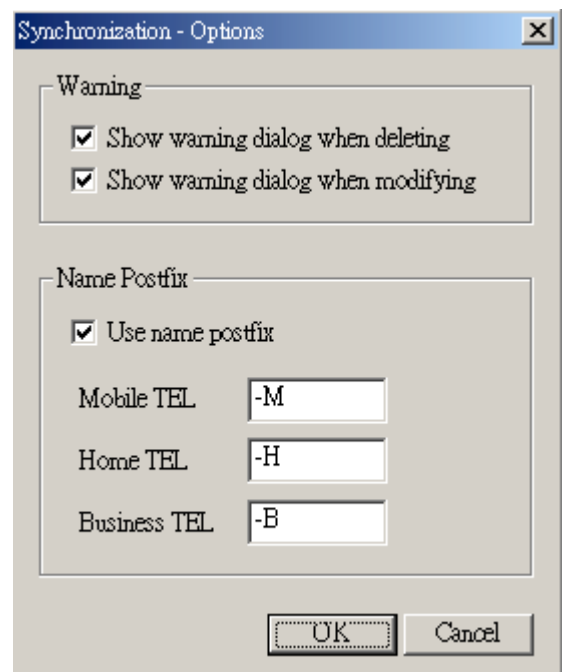 Synchronization - Options
Warning
Show warning dialog when deleting
Show warning dialog when modifying
Name Postfix
Use name postfix
Mobile TEL -M
Home TEL -H
Business TEL -B
OK Cancel